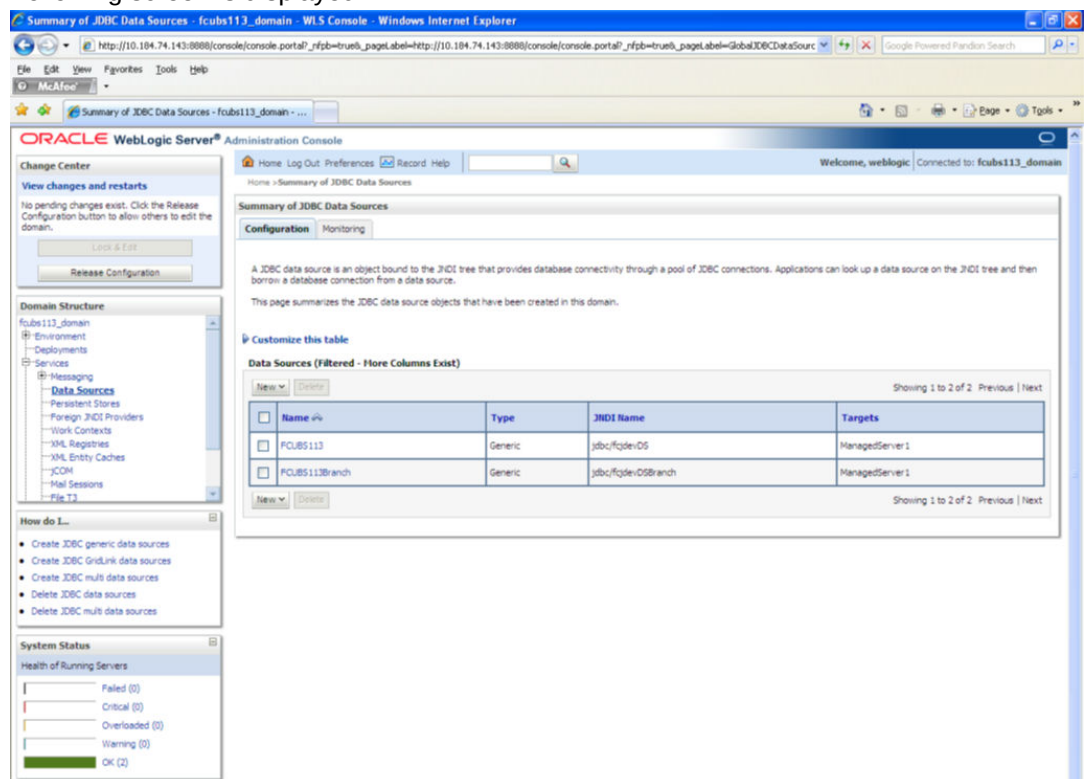 Summary of JDBC Data Sources - fcubs113_domain - WLS Console - Windows Internet Explorer
http://10.184.74.143:8888/console/console.portal?_nfpb=true&_pageLabel=http://10.184.74.143:8888/console/console.portal?_nfpb=true&_pageLabel=GlobalJDBCDataSourc
Google Powered Pandion Search
File Edit View Favorites Tools Help
McAfee
Summary of JDBC Data Sources - fcubs113_domain - ...
Page Tools
ORACLE WebLogic Server® Administration Console
Change Center
View changes and restarts
No pending changes exist. Click the Release
Configuration button to allow others to edit the
domain.
Lock & Edit
Release Configuration
Domain Structure
fcubs113_domain
Environment
Deployments
Services
Messaging
Data Sources
Persistent Stores
Foreign JNDI Providers
Work Contexts
XML Registries
XML Entity Caches
jCOM
Mail Sessions
File T3
How do I...
Create JDBC generic data sources
Create JDBC GridLink data sources
Create JDBC multi data sources
Delete JDBC data sources
Delete JDBC multi data sources
System Status
Health of Running Servers
Failed (0)
Critical (0)
Overloaded (0)
Warning (0)
OK (2)
Home Log Out Preferences Record Help
Welcome, weblogic Connected to: fcubs113_domain
Home >Summary of JDBC Data Sources
Summary of JDBC Data Sources
Configuration Monitoring
A JDBC data source is an object bound to the JNDI tree that provides database connectivity through a pool of JDBC connections. Applications can look up a data source on the JNDI tree and then
borrow a database connection from a data source.
This page summarizes the JDBC data source objects that have been created in this domain.
Customize this table
Data Sources (Filtered - More Columns Exist)
New Delete Showing 1 to 2 of 2 Previous | Next
Name Type JNDI Name Targets
FCUBS113 Generic jdbc/fcjdevDS ManagedServer1
FCUBS113Branch Generic jdbc/fcjdevDSBranch ManagedServer1
New Delete Showing 1 to 2 of 2 Previous | Next